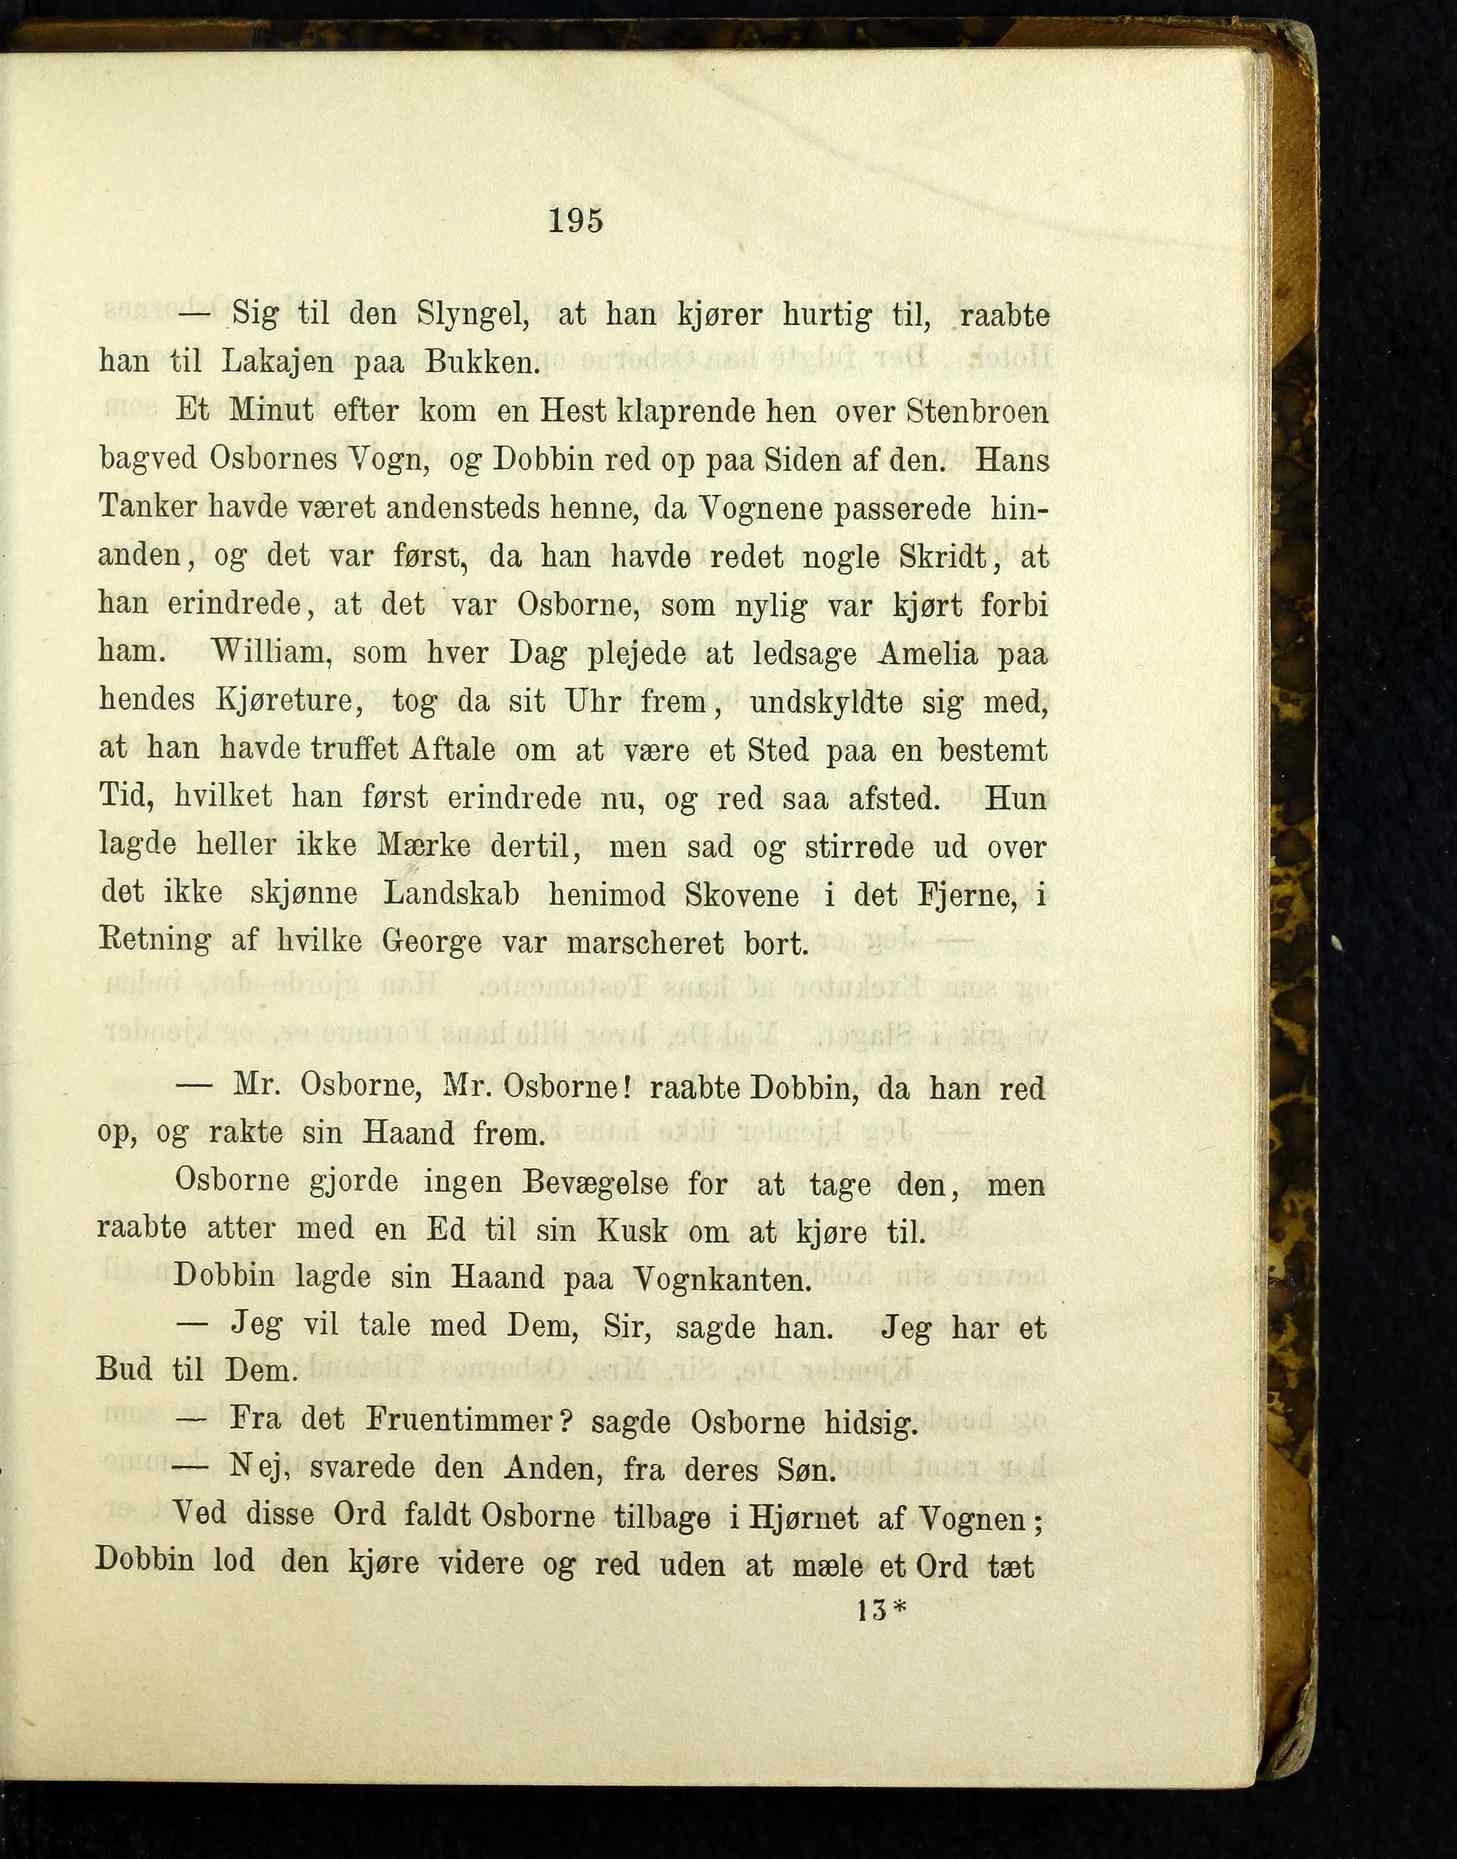 195
— Sig til den Slyngel, at han kjører hurtig til, raabte
han til Lakajen paa Bukken.
Et Minut efter kom en Hest klaprende hen over Stenbroen
bagved Osbornes Vogn, og Dobbin red op paa Siden af den. Hans
Tanker havde været andensteds henne, da Vognene passerede hin-
anden, og det var først, da han havde redet nogle Skridt, at
han erindrede, at det var Osborne, som nylig var kjørt forbi
ham. William, som hver Dag plejede at ledsage Amelia paa
hendes Kjøreture, tog da sit Uhr frem, undskyldte sig med,
at han havde truffet Aftale om at være et Sted paa en bestemt
Tid, hvilket han først erindrede nu, og red saa afsted. Hun
lagde heller ikke Mærke dertil, men sad og stirrede ud over
det ikke skjønne Landskab henimod Skovene i det Fjerne, i
Retning af hvilke George var marscheret bort.
— Mr. Osborne, Mr. Osborne! raabte Dobbin, da han red
op, og rakte sin Haand frem.
Osborne gjorde ingen Bevægelse for at tage den, men
raabte atter med en Ed til sin Kusk om at kjøre til.
Dobbin lagde sin Haand paa Vognkanten.
— Jeg vil tale med Dem, Sir, sagde han. Jeg har et
Bud til Dem.
— Fra det Fruentimmer? sagde Osborne hidsig.
— Nej, svarede den Anden, fra deres Søn.
Ved disse Ord faldt Osborne tilbage i Hjørnet af Vognen;
Dobbin lod den kjøre videre og red uden at mæle et Ord tæt
13*